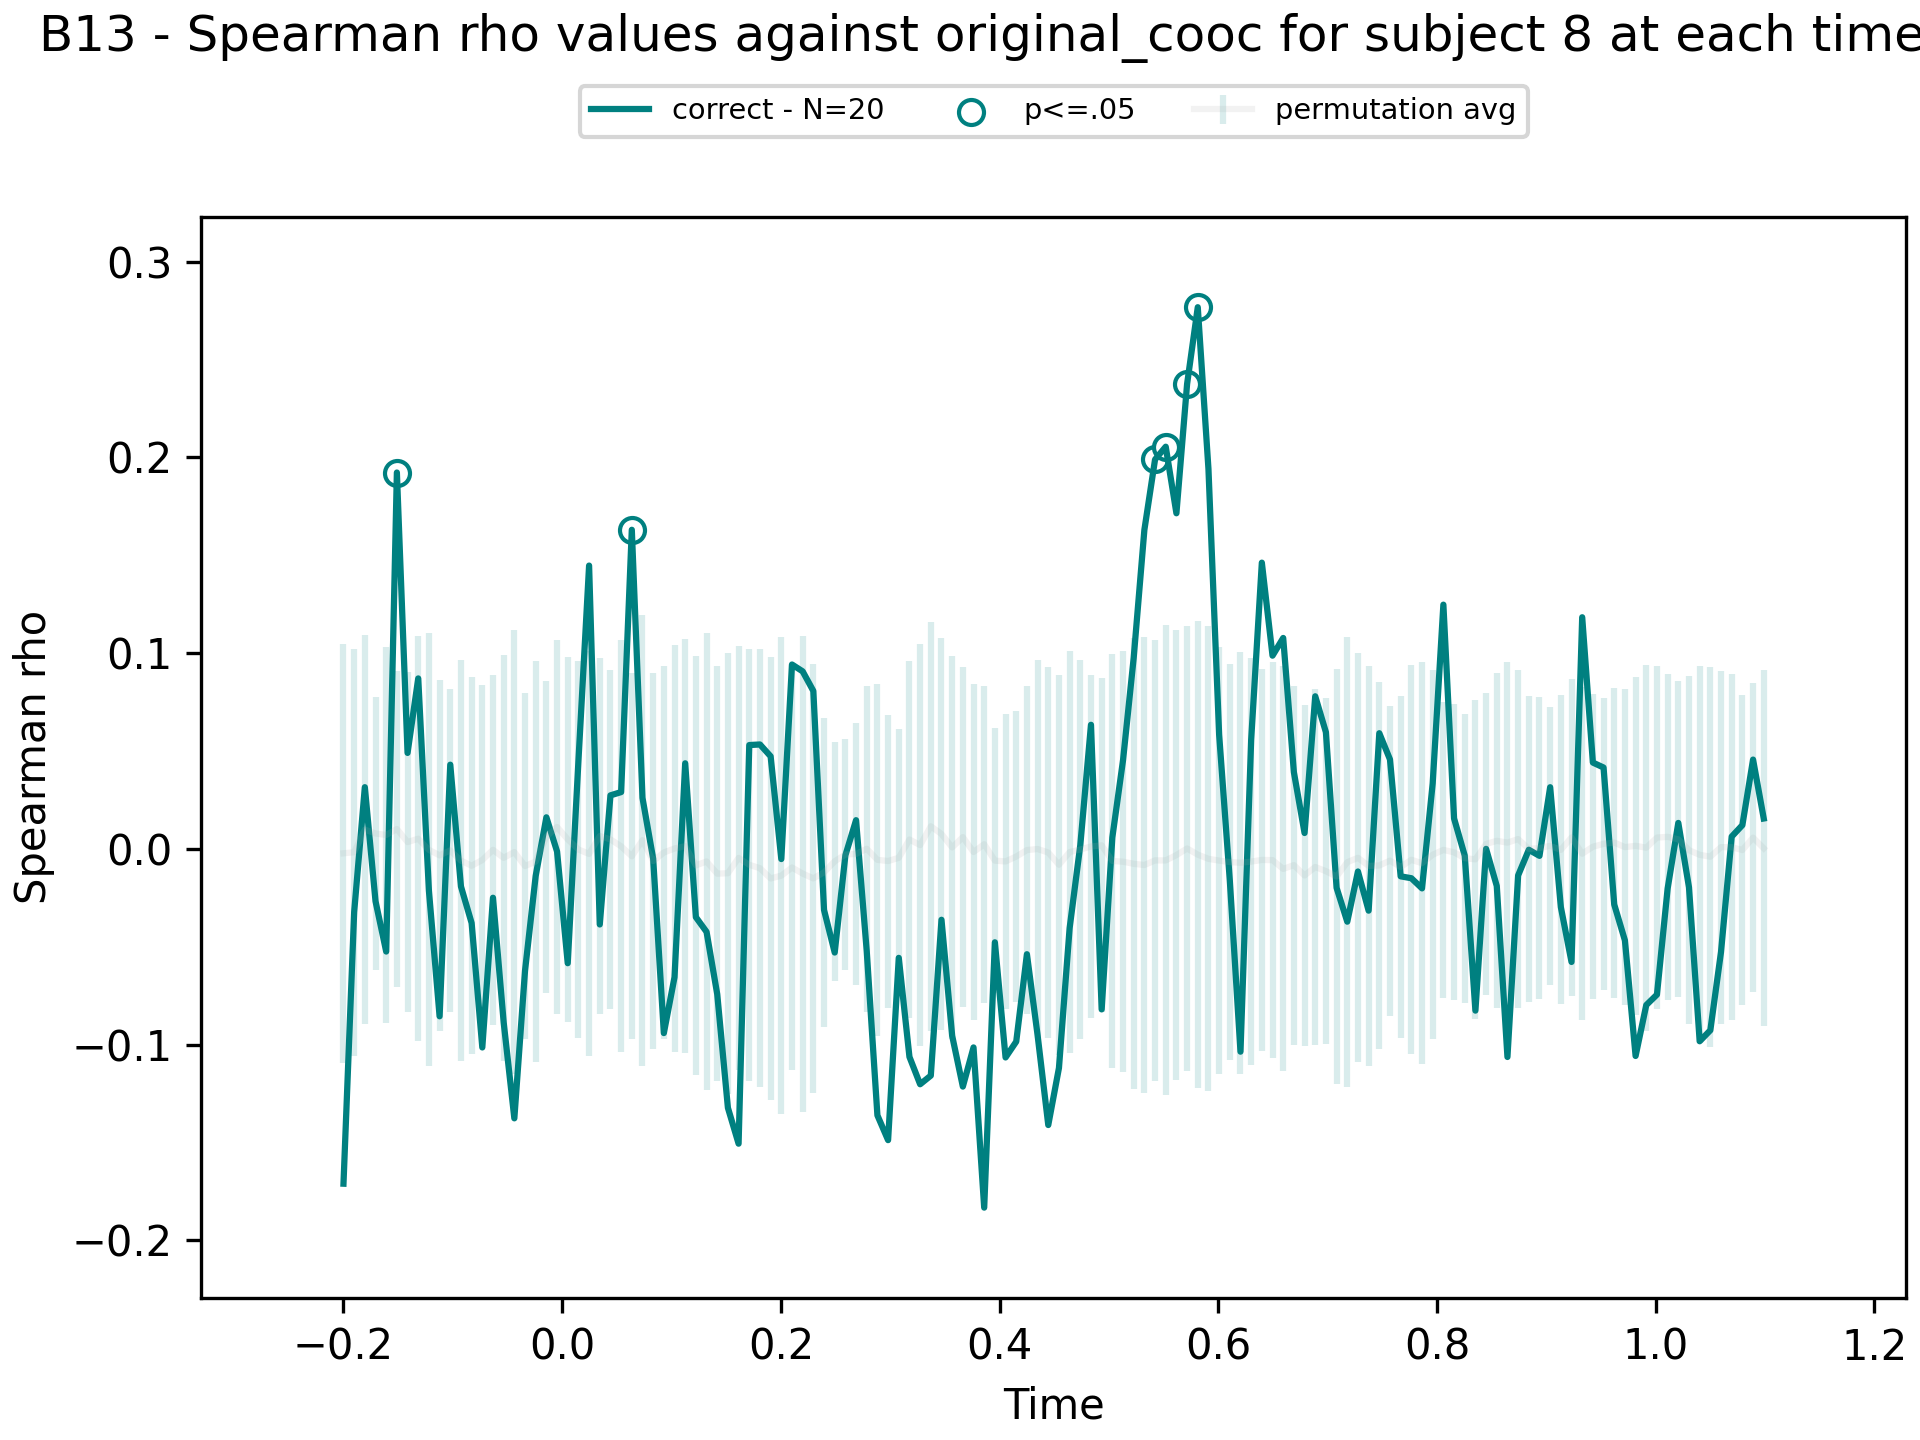 B13 - Spearman rho values against original_cooc for subject 8 at each time
correct - N=20 p<=.05 permutation avg
0.3
0.2
0.1
0.0
−0.1
−0.2
Spearman rho
−0.2 0.0 0.2 0.4 0.6 0.8 1.0 1.2
Time